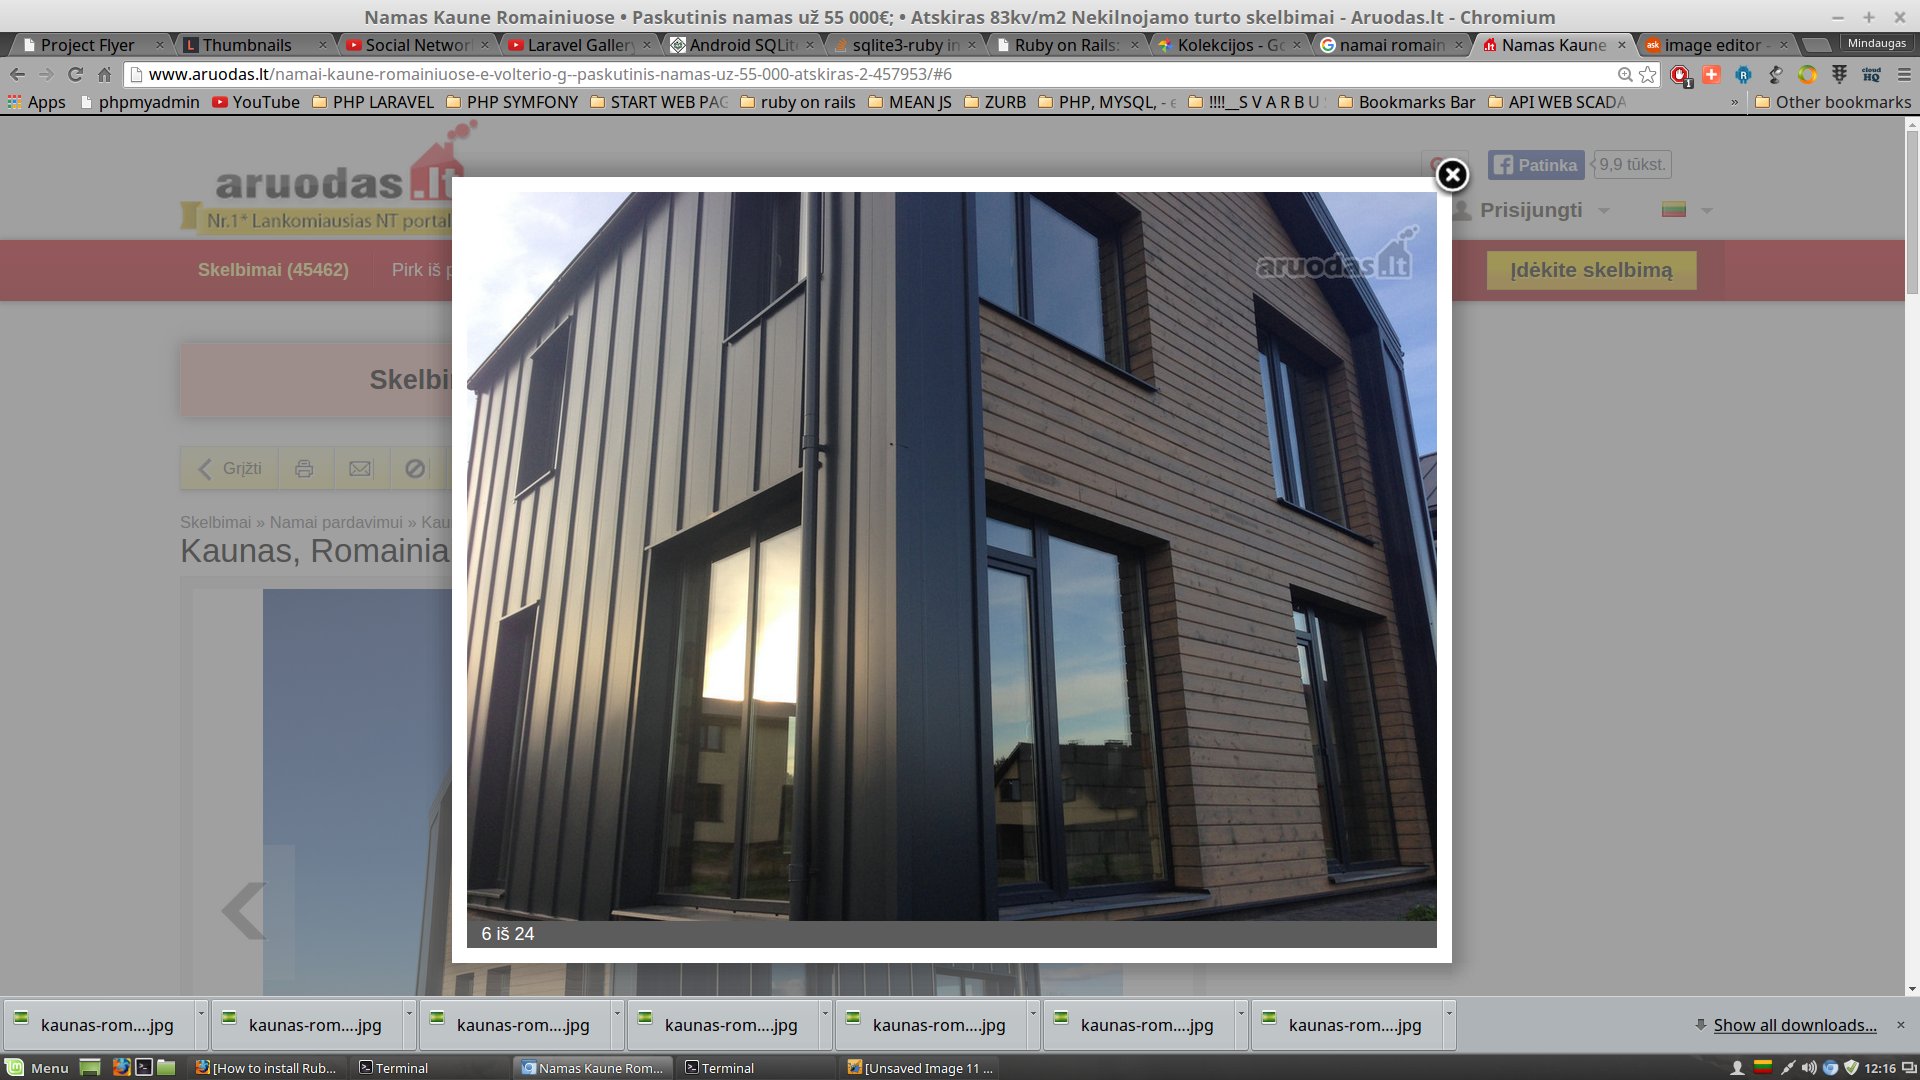 Namas Kaune Romainiuose • Paskutinis namas už 55 000€; • Atskiras 83kv/m2 Nekilnojamo turto skelbimai - Aruodas.lt - Chromium
Project Flyer
Thumbnails
Social Networ
Laravel Gallery
Android SQLite
sqlite3-ruby in
Ruby on Rails:
Kolekcijos - Go
namai romain
Namas Kaune
image editor -
Mindaugas
www.aruodas.lt/namai-kaune-romainiuose-e-volterio-g--paskutinis-namas-uz-55-000-atskiras-2-457953/#6
Apps
phpmyadmin
YouTube
PHP LARAVEL
PHP SYMFONY
START WEB PAG
ruby on rails
MEAN JS
ZURB
PHP, MYSQL, - e
!!!!__S V A R B U
Bookmarks Bar
API WEB SCADA
»
Other bookmarks
aruodas.lt
Nr.1* Lankomiausias NT portal
Patinka
9,9 tūkst.
Prisijungti
Skelbimai (45462)
Pirk iš p
Įdėkite skelbimą
aruodas.lt
Skelbi
Grįžti
Skelbimai » Namai pardavimui » Kau
Kaunas, Romainia
6 iš 24
kaunas-rom....jpg
kaunas-rom....jpg
kaunas-rom....jpg
kaunas-rom....jpg
kaunas-rom....jpg
kaunas-rom....jpg
kaunas-rom....jpg
Show all downloads...
Menu
[How to install Rub...
Terminal
Namas Kaune Rom...
Terminal
[Unsaved Image 11 ...
12:16